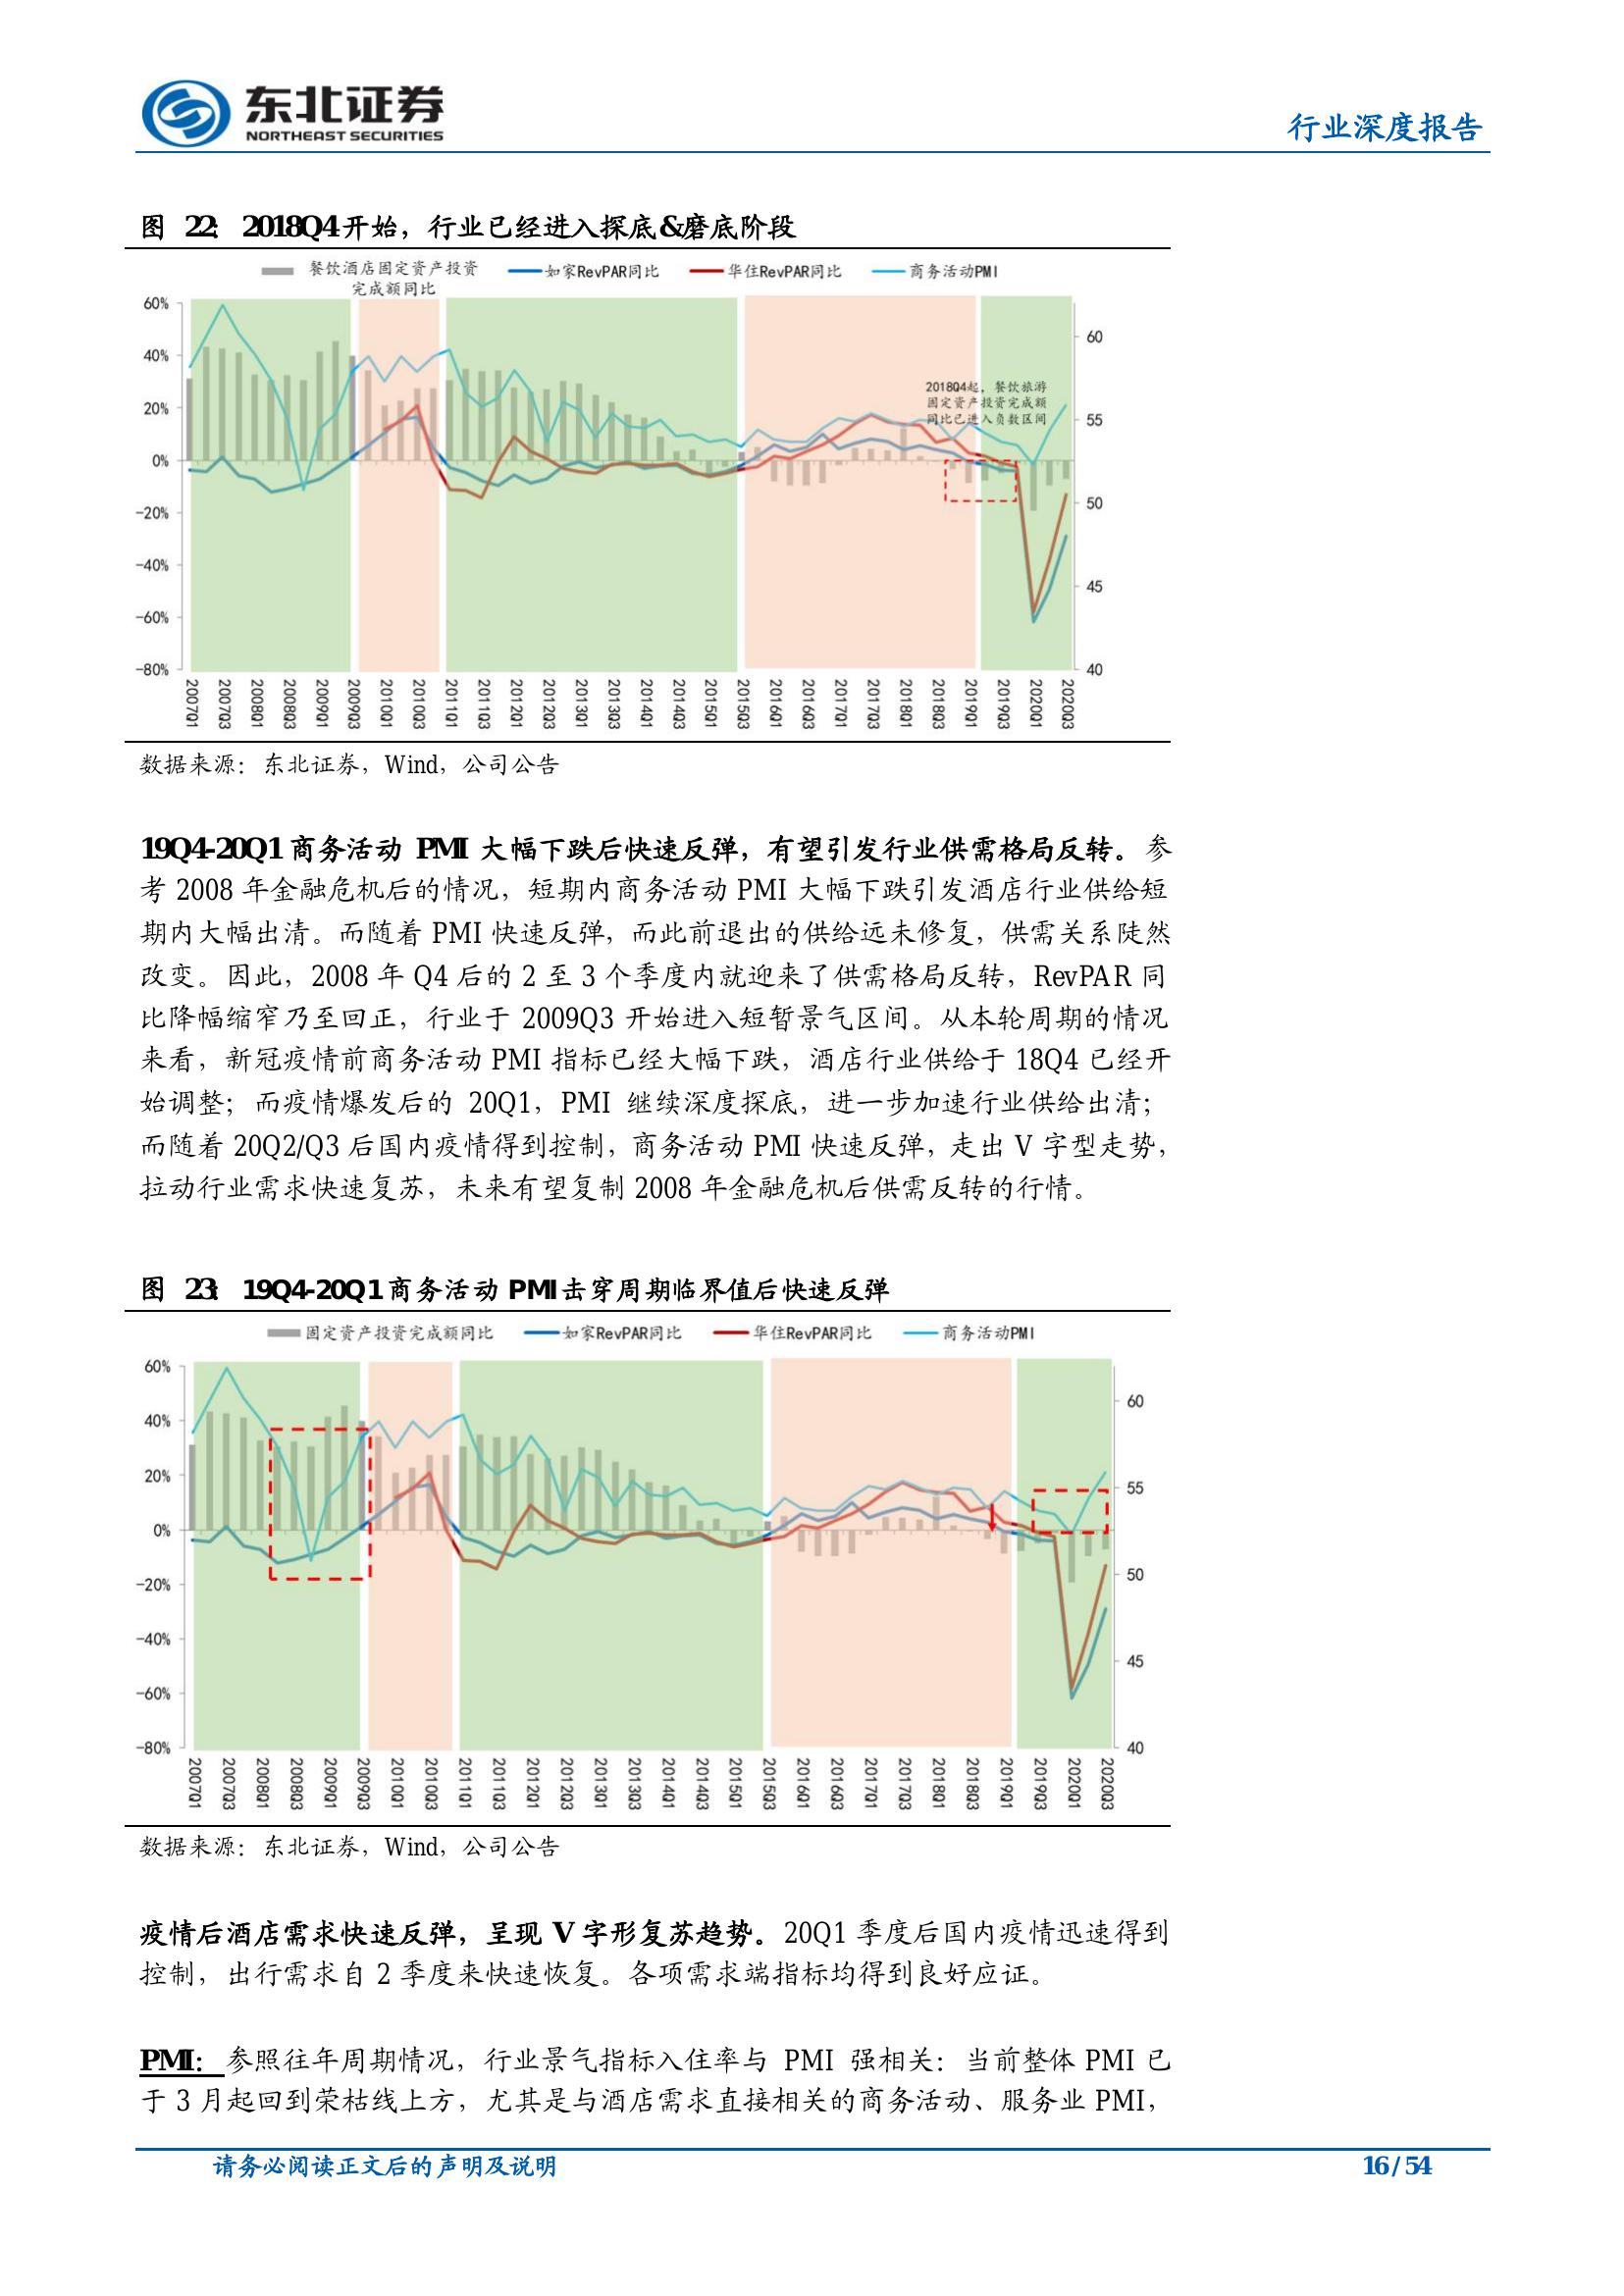 东北证券
NORTHEAST SECURITIES
行业深度报告
图 22: 2018Q4开始，行业已经进入探底&磨底阶段
餐饮酒店固定资产投资
完成额同比
如家RevPAR同比
华住RevPAR同比
商务活动PMI
60%
40%
20%
0%
-20%
-40%
-60%
-80%
60
55
50
45
40
2018Q4起，餐饮旅游
固定资产投资完成额
同比已进入负数区间
2007Q1
2007Q3
2008Q1
2008Q3
2009Q1
2009Q3
2010Q1
2010Q3
2011Q1
2011Q3
2012Q1
2012Q3
2013Q1
2013Q3
2014Q1
2014Q3
2015Q1
2015Q3
2016Q1
2016Q3
2017Q1
2017Q3
2018Q1
2018Q3
2019Q1
2019Q3
2020Q1
2020Q3
数据来源：东北证券，Wind，公司公告
19Q4-20Q1 商务活动 PMI 大幅下跌后快速反弹，有望引发行业供需格局反转。参
考 2008 年金融危机后的情况，短期内商务活动 PMI 大幅下跌引发酒店行业供给短
期内大幅出清。而随着 PMI 快速反弹，而此前退出的供给远未修复，供需关系陡然
改变。因此，2008 年 Q4 后的 2 至 3 个季度内就迎来了供需格局反转，RevPAR 同
比降幅缩窄乃至回正，行业于 2009Q3 开始进入短暂景气区间。从本轮周期的情况
来看，新冠疫情前商务活动 PMI 指标已经大幅下跌，酒店行业供给于 18Q4 已经开
始调整；而疫情爆发后的 20Q1，PMI 继续深度探底，进一步加速行业供给出清；
而随着 20Q2/Q3 后国内疫情得到控制，商务活动 PMI 快速反弹，走出 V 字型走势，
拉动行业需求快速复苏，未来有望复制 2008 年金融危机后供需反转的行情。
图 23: 19Q4-20Q1商务活动 PMI击穿周期临界值后快速反弹
固定资产投资完成额同比
如家RevPAR同比
华住RevPAR同比
商务活动PMI
60%
40%
20%
0%
-20%
-40%
-60%
-80%
60
55
50
45
40
2007Q1
2007Q3
2008Q1
2008Q3
2009Q1
2009Q3
2010Q1
2010Q3
2011Q1
2011Q3
2012Q1
2012Q3
2013Q1
2013Q3
2014Q1
2014Q3
2015Q1
2015Q3
2016Q1
2016Q3
2017Q1
2017Q3
2018Q1
2018Q3
2019Q1
2019Q3
2020Q1
2020Q3
数据来源：东北证券，Wind，公司公告
疫情后酒店需求快速反弹，呈现 V 字形复苏趋势。20Q1 季度后国内疫情迅速得到
控制，出行需求自 2 季度来快速恢复。各项需求端指标均得到良好应证。
PMI：参照往年周期情况，行业景气指标入住率与 PMI 强相关：当前整体 PMI 已
于 3 月起回到荣枯线上方，尤其是与酒店需求直接相关的商务活动、服务业 PMI，
请务必阅读正文后的声明及说明
16 / 54